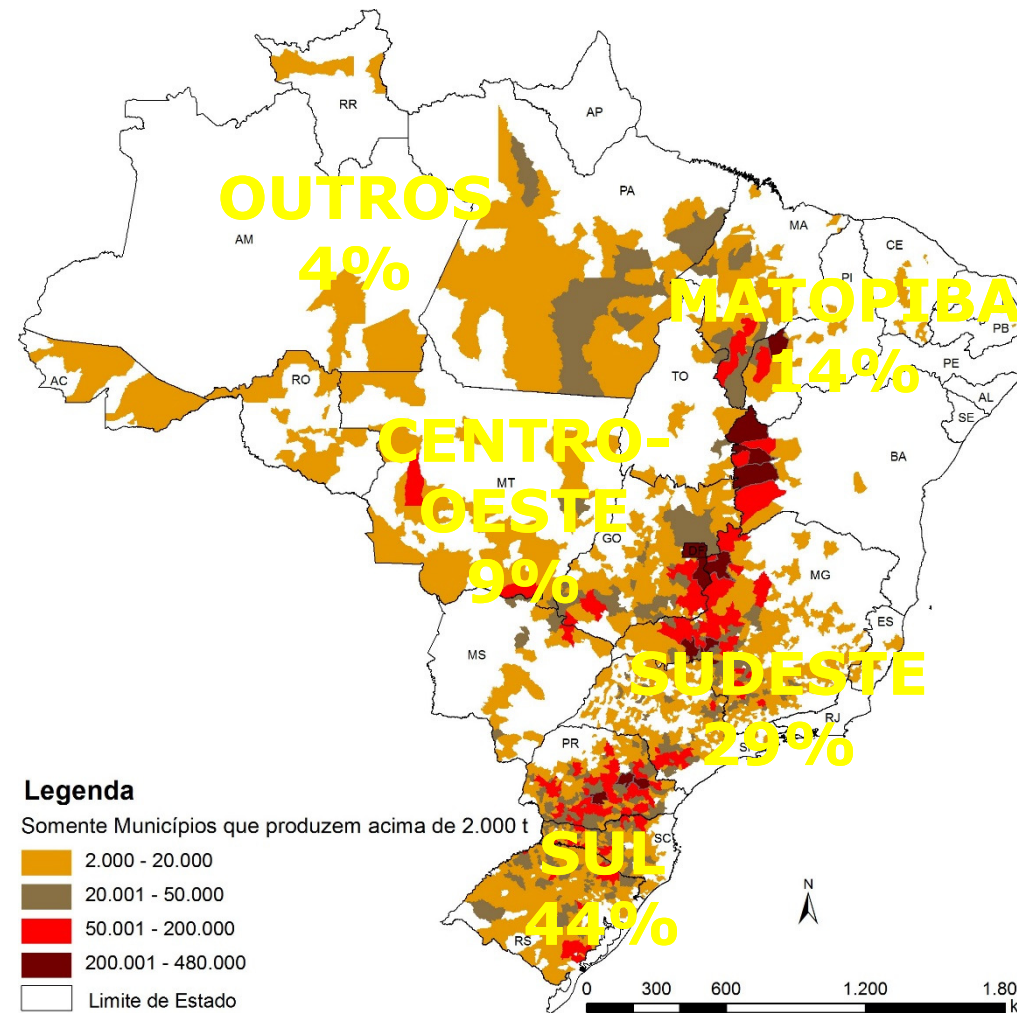 RR
AP
PA
OUTROS
4%
AM
MA
CE
PI
MATOPIBA
14%
PB
PE
AL
SE
TO
AC
RO
BA
CENTRO-
OESTE
9%
MT
GO
DF
MG
ES
MS
SUDESTE
29%
RJ
PR
SUL
44%
SC
RS
Legenda
Somente Municípios que produzem acima de 2.000 t
2.000 - 20.000
20.001 - 50.000
50.001 - 200.000
200.001 - 480.000
Limite de Estado
N
0 300 600 1.200 1.80